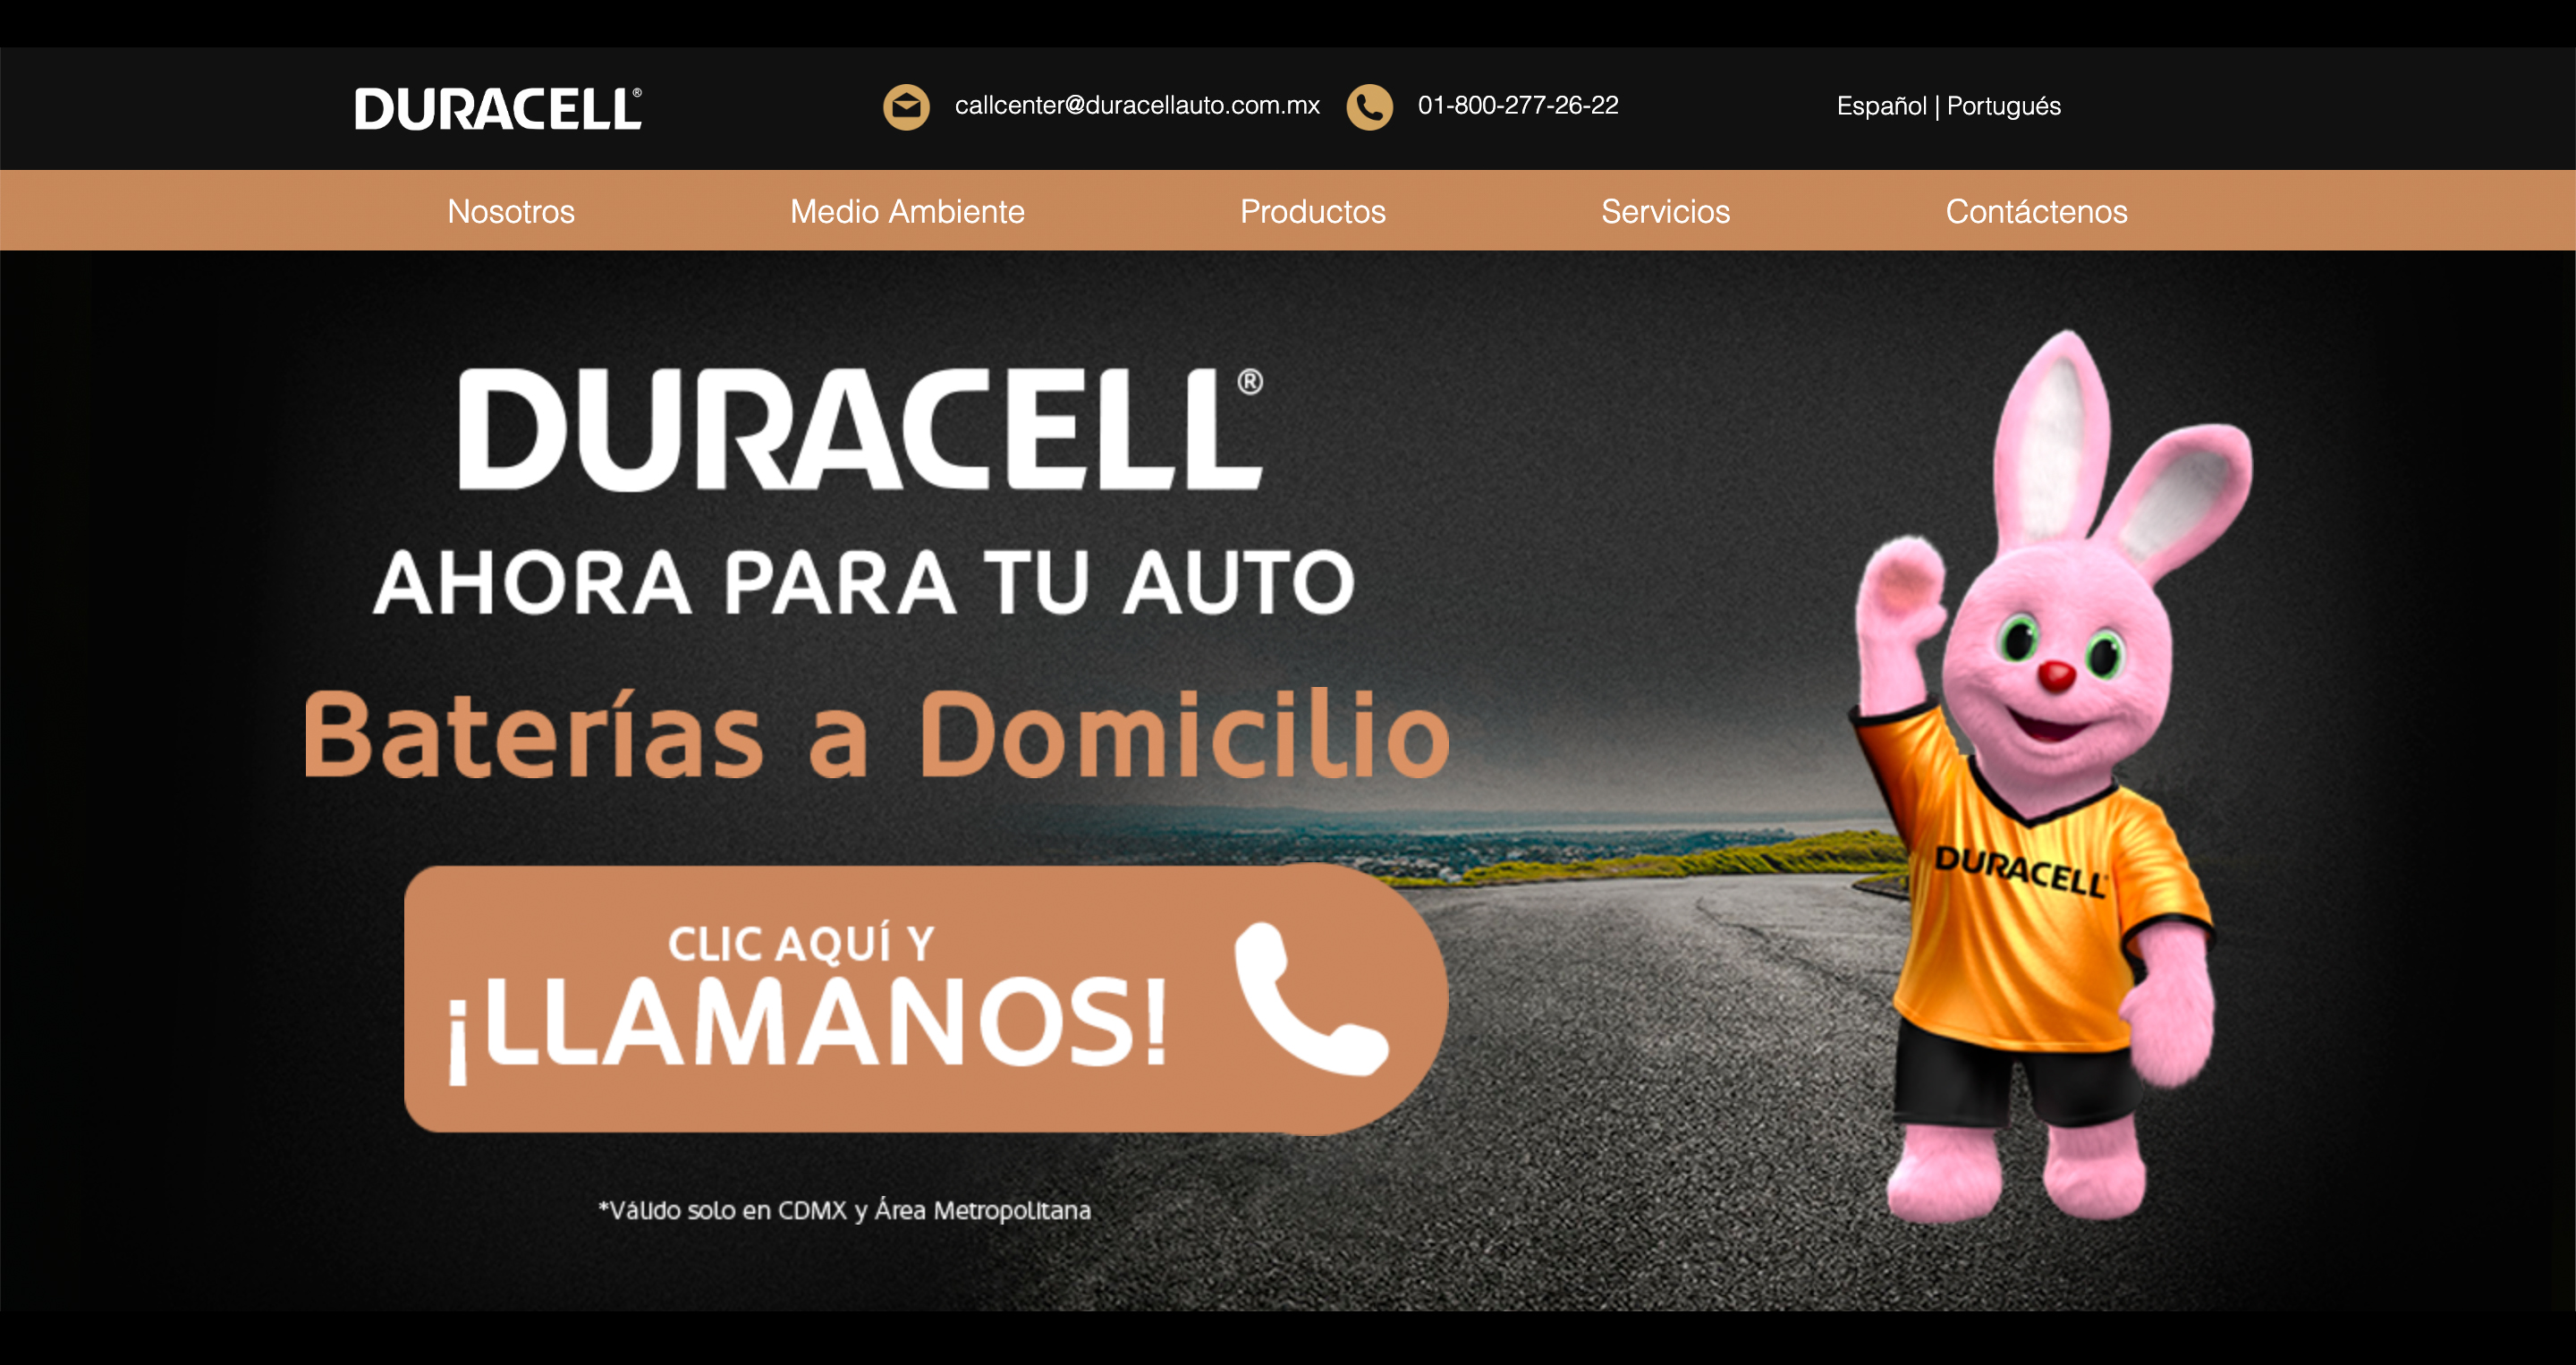 DURACELL®
callcenter@duracellauto.com.mx
01-800-277-26-22
Español | Portugués
Nosotros
Medio Ambiente
Productos
Servicios
Contáctenos
DURACELL®
AHORA PARA TU AUTO
Baterías a Domicilio
CLIC AQUÍ Y
¡LLAMANOS!
*Válido solo en CDMX y Área Metropolitana
DURACELL